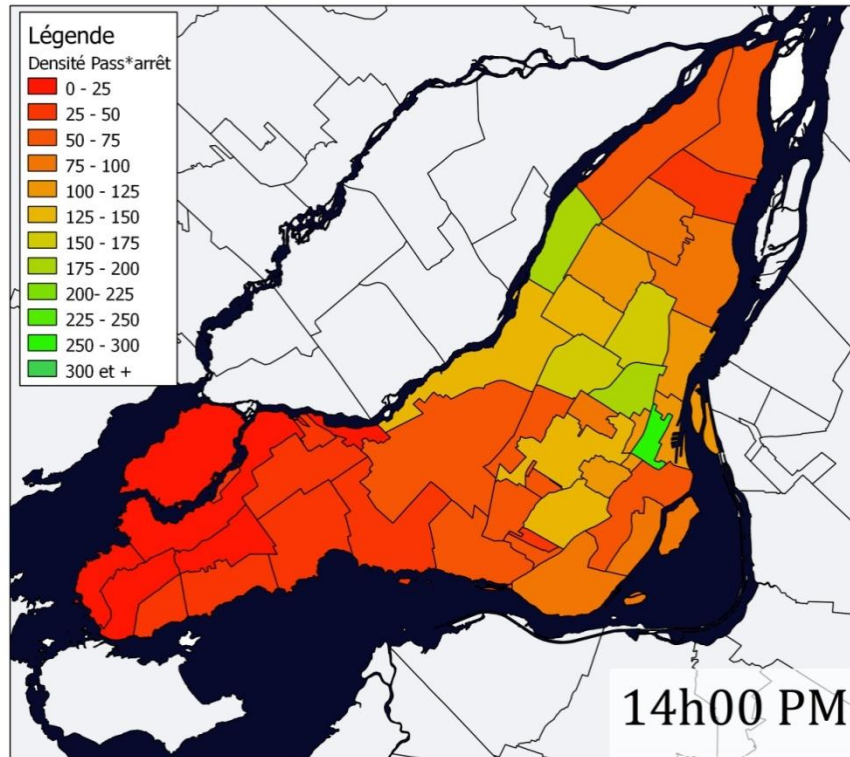 Légende
Densité Pass*arrêt
0 - 25
25 - 50
50 - 75
75 - 100
100 - 125
125 - 150
150 - 175
175 - 200
200- 225
225 - 250
250 - 300
300 et +
14h00 PM